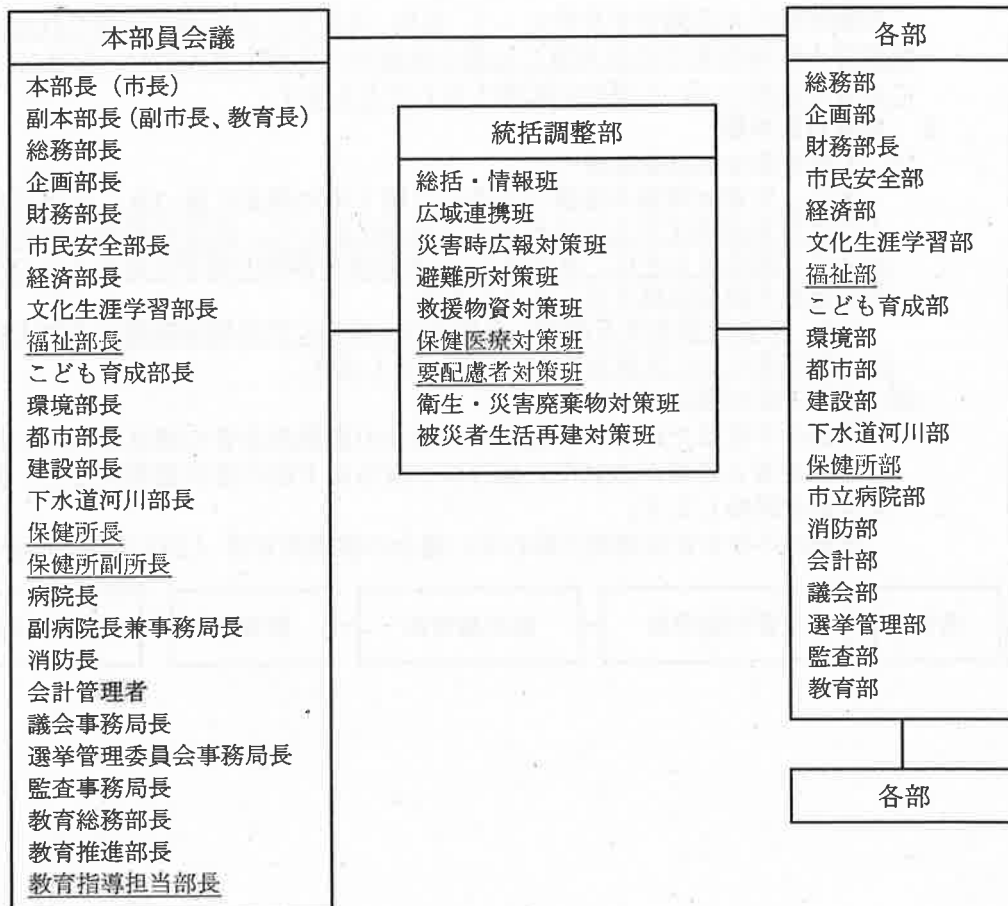 本部員会議
本部長（市長）
副本部長（副市長、教育長）
総務部長
企画部長
財務部長
市民安全部長
経済部長
文化生涯学習部長
福祉部長
こども育成部長
環境部長
都市部長
建設部長
下水道河川部長
保健所長
保健所副所長
病院長
副病院長兼事務局長
消防長
会計管理者
議会事務局長
選挙管理委員会事務局長
監査事務局長
教育総務部長
教育推進部長
教育指導担当部長
統括調整部
総括・情報班
広域連携班
災害時広報対策班
避難所対策班
救援物資対策班
保健医療対策班
要配慮者対策班
衛生・災害廃棄物対策班
被災者生活再建対策班
各部
総務部
企画部
財務部長
市民安全部
経済部
文化生涯学習部
福祉部
こども育成部
環境部
都市部
建設部
下水道河川部
保健所部
市立病院部
消防部
会計部
議会部
選挙管理部
監査部
教育部
各部